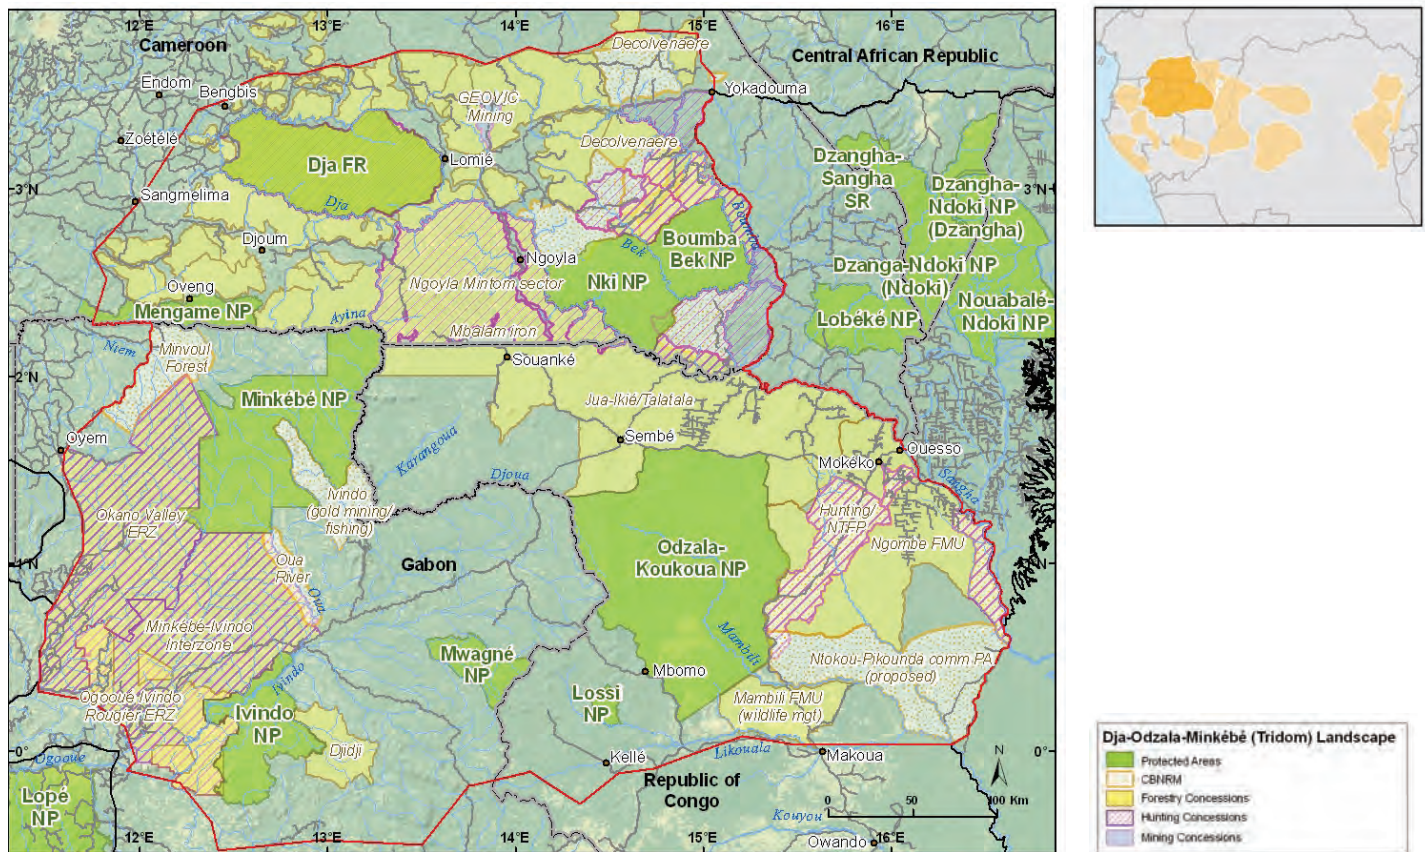 12°E
13°E
14°E
15°E
16°E
Cameroon
Decolvenaere
Central African Republic
Endom
Bengbis
Yokadouma
GEOVIC
Mining
Zoétélé
Decolvenaere
Dja FR
Lomié
Dzangha-
Sangha
SR
3°N
3°N
Dzangha-
Ndoki NP
(Dzangha)
Sangmelima
Dja
Boumba
Djoum
Bek
Boumba
Bek NP
Ngoyla
Dzanga-Ndoki NP
(Ndoki)
Nki NP
Ngoyla Mintom sector
Oveng
Mengame NP
Ayina
Mbalam iron
Lobéké NP
Nouabalé-
Ndoki NP
Niem
Minvoul
Forest
Souanké
2°N
Minkébé NP
Jua-Ikié/Talatala
Oyem
Karangoua
Sembé
Ouesso
Mokéko
Djoua
Sangha
Ivindo
(gold mining/
fishing)
Okano Valley
ERZ
Hunting/
NTFP
Ngombe FMU
Odzala-
Koukoua NP
Oua
River
Gabon
Oua
Minkébé-Ivindo
Interzone
Mambili
Mwagné
NP
Mbomo
Ntokou-Pikounda comm PA
(proposed)
Ivindo
Ogooué Ivindo
Rougier ERZ
Lossi
NP
Mambili FMU
(wildlife mgt)
Ivindo
NP
Djidji
0°
0°
Ogooue
Kellé
Likouala
Makoua
Republic of
Congo
Lopé
NP
0
50
100 Km
N
Kouyou
12°E
13°E
14°E
15°E
16°E
Owando
Dja-Odzala-Minkébé (Tridom) Landscape
Protected Areas
CBNRM
Forestry Concessions
Hunting Concessions
Mining Concessions